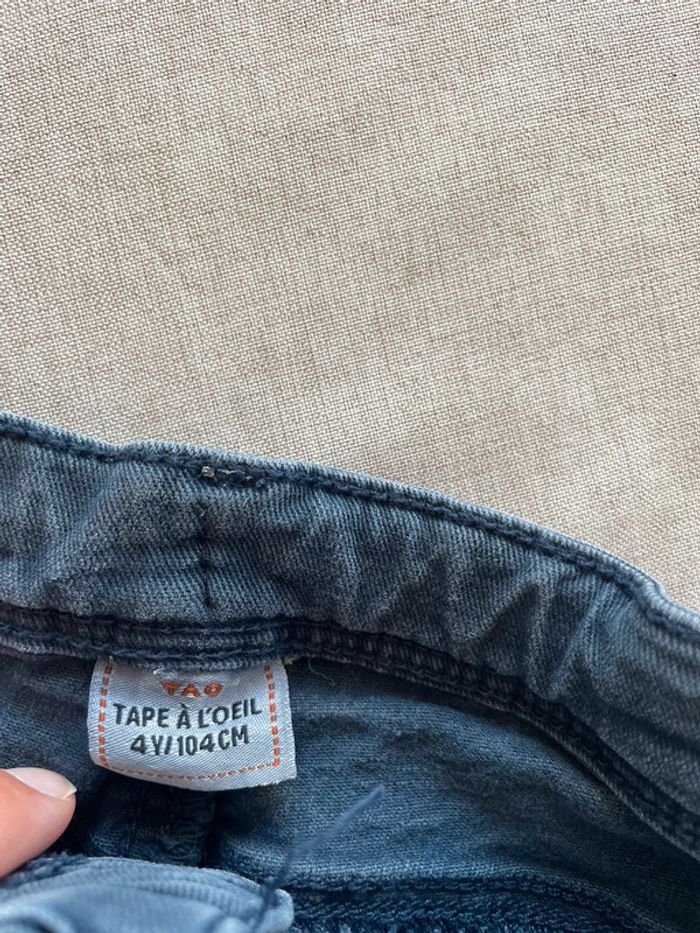 TAO
TAPE À L'OEIL
4Y/104CM